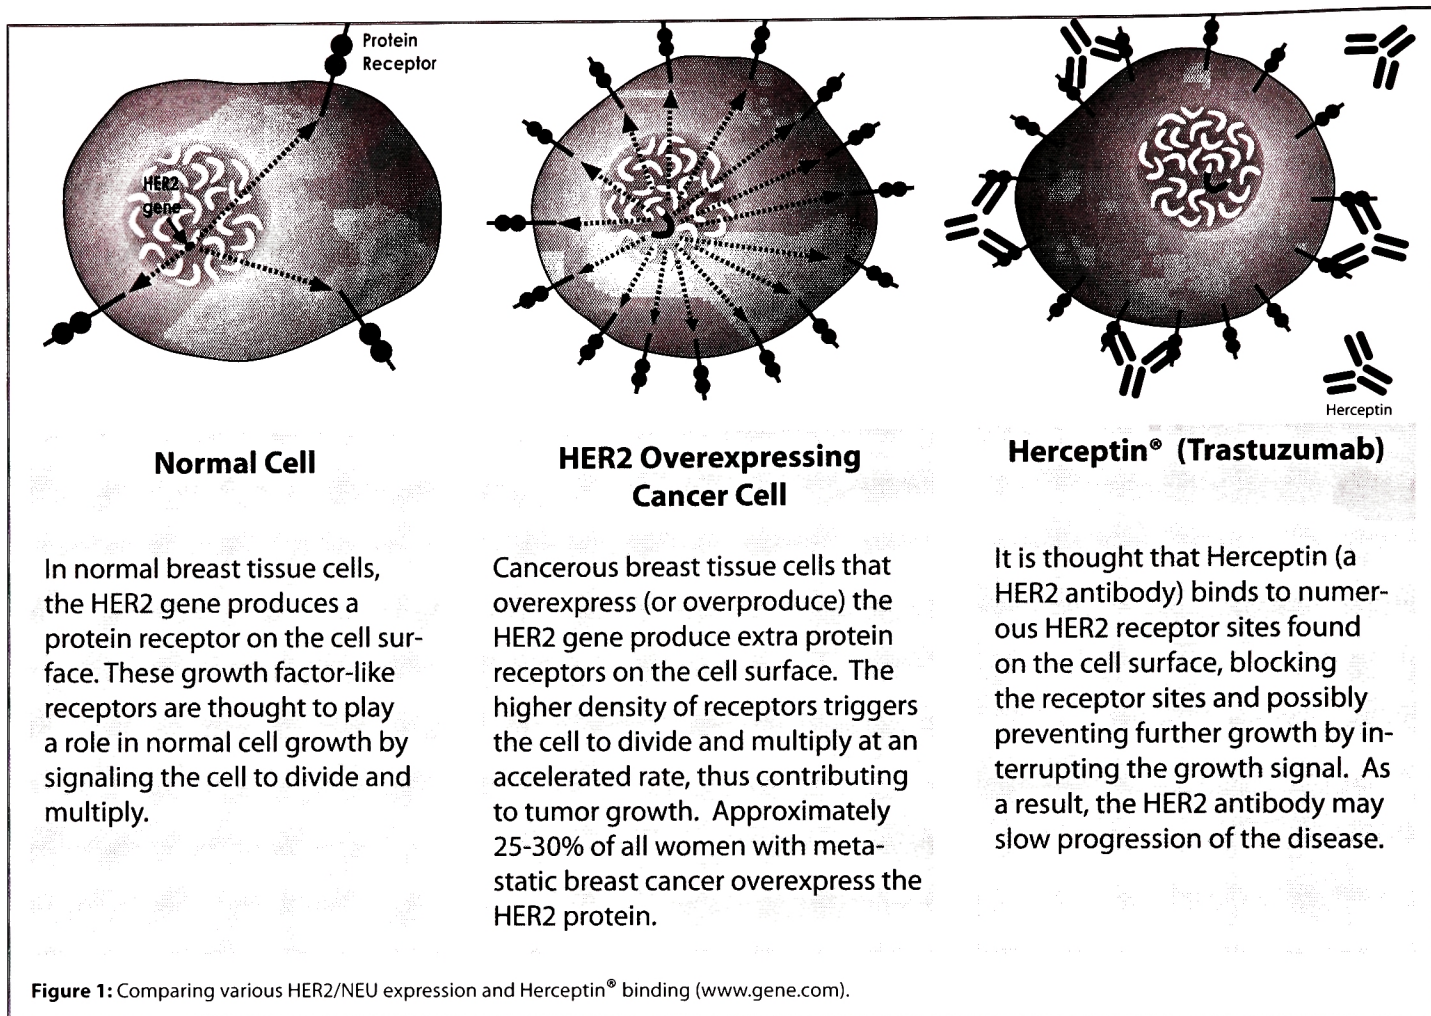 Protein
Receptor
HER2
gene
Herceptin
Normal Cell
In normal breast tissue cells,
the HER2 gene produces a
protein receptor on the cell sur-
face. These growth factor-like
receptors are thought to play
a role in normal cell growth by
signaling the cell to divide and
multiply.
HER2 Overexpressing
Cancer Cell
Cancerous breast tissue cells that
overexpress (or overproduce) the
HER2 gene produce extra protein
receptors on the cell surface. The
higher density of receptors triggers
the cell to divide and multiply at an
accelerated rate, thus contributing
to tumor growth. Approximately
25-30% of all women with meta-
static breast cancer overexpress the
HER2 protein.
Herceptin® (Trastuzumab)
It is thought that Herceptin (a
HER2 antibody) binds to numer-
ous HER2 receptor sites found
on the cell surface, blocking
the receptor sites and possibly
preventing further growth by in-
terrupting the growth signal. As
a result, the HER2 antibody may
slow progression of the disease.
Figure 1: Comparing various HER2/NEU expression and Herceptin® binding (www.gene.com).